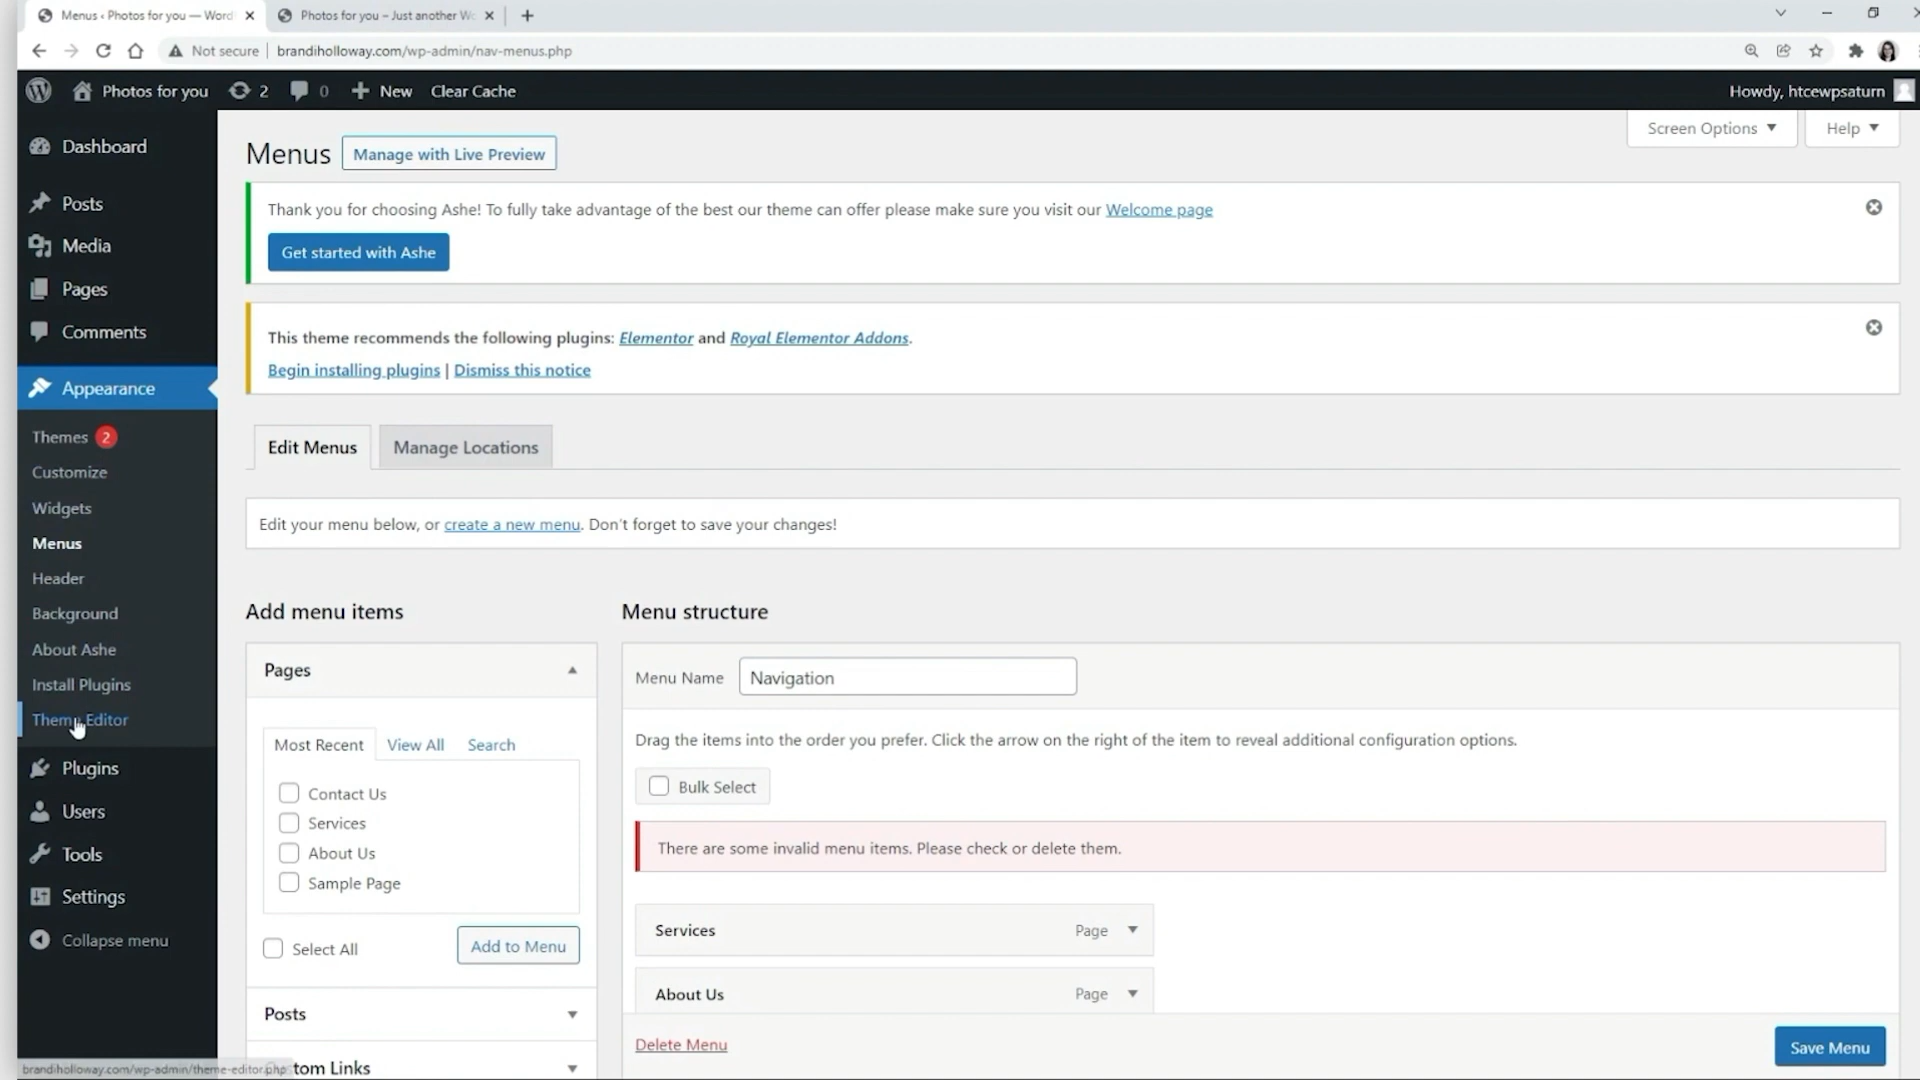 Menus ‹ Photos for you — Word
Photos for you – Just another Wo
Not secure
brandiholloway.com/wp-admin/nav-menus.php
Photos for you
2
0
New
Clear Cache
Howdy, htcewpsaturn
Dashboard
Posts
Media
Pages
Comments
Appearance
Themes 2
Customize
Widgets
Menus
Header
Background
About Ashe
Install Plugins
Theme Editor
Plugins
Users
Tools
Settings
Collapse menu
brandiholloway.com/wp-admin/theme-editor.php
Screen Options
Help
Menus
Manage with Live Preview
Thank you for choosing Ashe! To fully take advantage of the best our theme can offer please make sure you visit our Welcome page
Get started with Ashe
This theme recommends the following plugins: Elementor and Royal Elementor Addons.
Begin installing plugins | Dismiss this notice
Edit Menus
Manage Locations
Edit your menu below, or create a new menu. Don't forget to save your changes!
Add menu items
Pages
Most Recent
View All
Search
Contact Us
Services
About Us
Sample Page
Select All
Add to Menu
Posts
tom Links
Menu structure
Menu Name
Navigation
Drag the items into the order you prefer. Click the arrow on the right of the item to reveal additional configuration options.
Bulk Select
There are some invalid menu items. Please check or delete them.
Services
Page
About Us
Page
Delete Menu
Save Menu